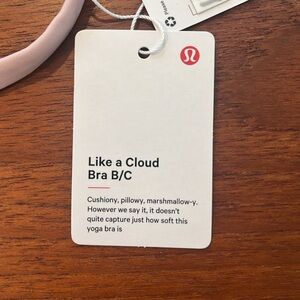 Please
Like a Cloud
Bra B/C
Cushiony, pillowy, marshmallow-y.
However we say it, it doesn't
quite capture just how soft this
yoga bra is